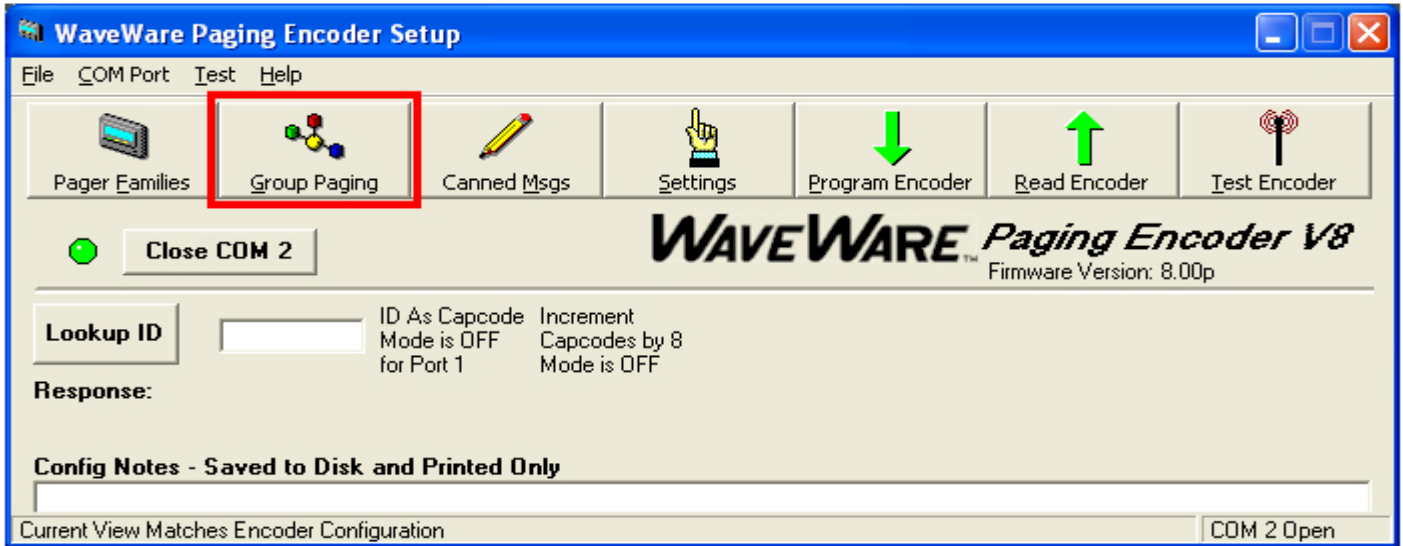 WaveWare Paging Encoder Setup
File COM Port Test Help
Pager Families Group Paging Canned Msgs Settings Program Encoder Read Encoder Test Encoder
Close COM 2
WAVEWARE™ Paging Encoder V8
Firmware Version: 8.00p
Lookup ID
ID As Capcode
Mode is OFF
for Port 1
Increment
Capcodes by 8
Mode is OFF
Response:
Config Notes - Saved to Disk and Printed Only
Current View Matches Encoder Configuration COM 2 Open